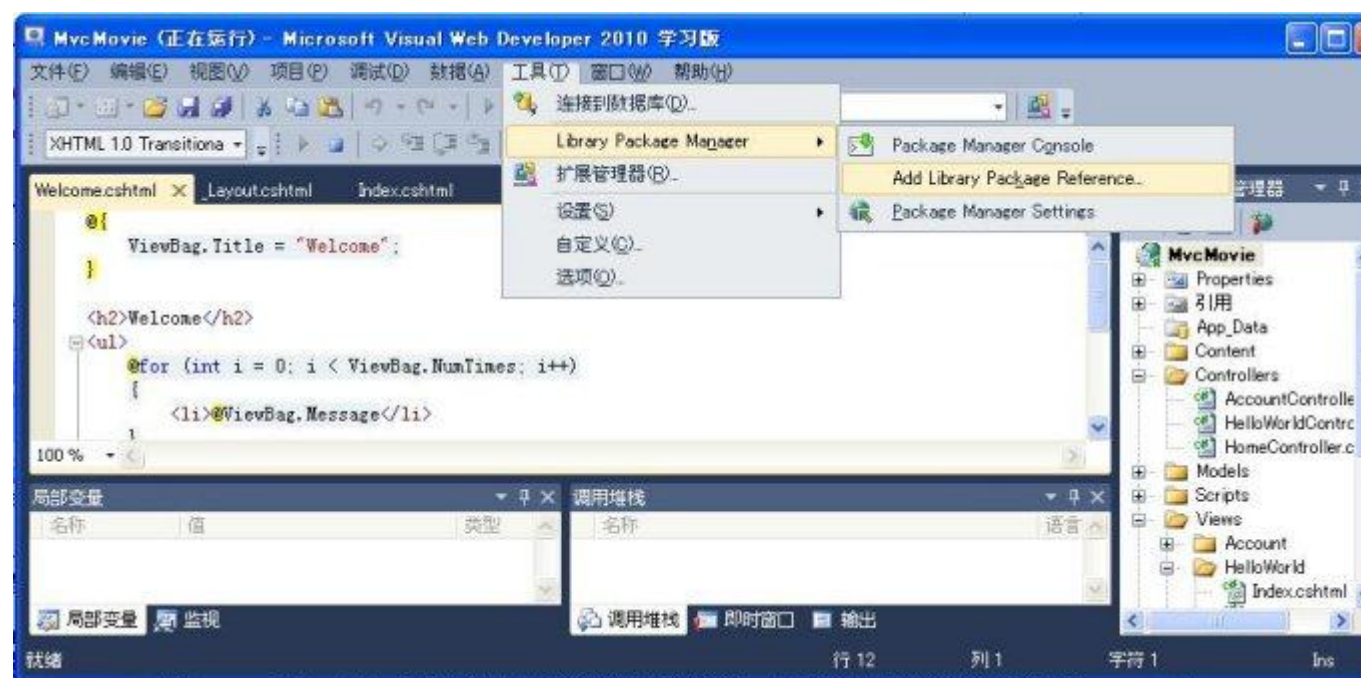 MvcMovie (正在运行) - Microsoft Visual Web Developer 2010 学习版
文件(F) 编辑(E) 视图(V) 项目(P) 调试(D) 数据(A) 工具(T) 窗口(W) 帮助(H)
XHTML 1.0 Transitiona
连接到数据库(D)...
Library Package Manager
扩展管理器(R)...
设置(S)
自定义(C)...
选项(O)...
Package Manager Console
Add Library Package Reference...
Package Manager Settings
Welcome.cshtml _Layout.cshtml Index.cshtml
@{
ViewBag.Title = "Welcome";
}
<h2>Welcome</h2>
<ul>
@for (int i = 0; i < ViewBag.NumTimes; i++)
{
<li>@ViewBag.Message</li>
}
100 %
管理器
MvcMovie
Properties
引用
App_Data
Content
Controllers
AccountControlle
HelloWorldContrc
HomeController.c
Models
Scripts
Views
Account
HelloWorld
Index.cshtml
局部变量
名称 值 类型
局部变量 监视
调用堆栈
名称 语言
调用堆栈 即时窗口 输出
就绪 行 12 列 1 字符 1 Ins